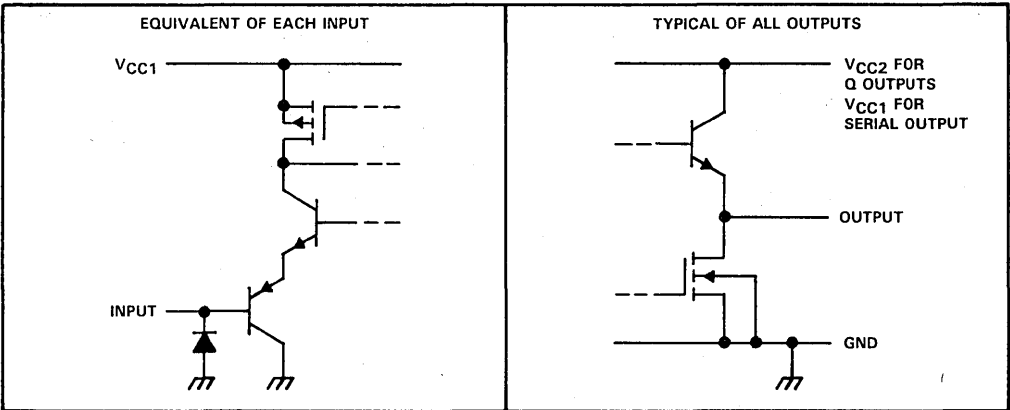 EQUIVALENT OF EACH INPUT
VCC1
INPUT
TYPICAL OF ALL OUTPUTS
VCC2 FOR
Q OUTPUTS
VCC1 FOR
SERIAL OUTPUT
OUTPUT
GND